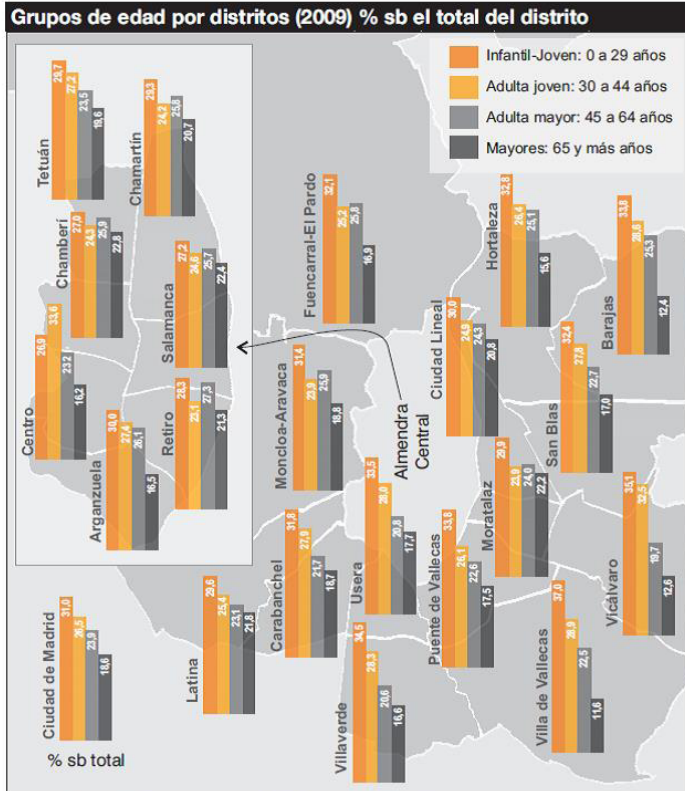 Grupos de edad por distritos (2009) % sb el total del distrito
Infantil-Joven: 0 a 29 años
Adulta joven: 30 a 44 años
Adulta mayor: 45 a 64 años
Mayores: 65 y más años
Tetuán
29,7
27,2
23,5
19,6
Chamartín
29,3
24,2
25,8
20,7
Chamberí
27,0
24,3
25,9
22,8
Salamanca
27,2
24,6
25,7
22,4
Centro
26,9
33,6
23,2
16,2
Arganzuela
30,0
27,4
26,1
16,5
Retiro
28,3
23,1
27,3
21,3
Fuencarral-El Pardo
32,1
25,2
25,8
16,9
Hortaleza
32,8
26,4
25,1
15,6
Barajas
33,8
28,6
25,3
12,4
Ciudad Lineal
30,0
24,9
24,3
20,8
San Blas
32,4
27,8
22,7
17,0
Moncloa-Aravaca
31,4
23,9
25,9
18,8
Almendra
Central
Moratalaz
29,9
23,9
24,0
22,2
Vicálvaro
35,1
32,5
19,7
12,6
Usera
33,5
28,0
20,8
17,7
Puente de Vallecas
33,8
26,1
22,6
17,5
Carabanchel
31,8
27,9
21,7
18,7
Latina
29,6
25,4
23,1
21,8
Villaverde
34,5
28,3
20,6
16,6
Villa de Vallecas
37,0
28,9
22,5
11,6
Ciudad de Madrid
31,0
26,5
23,9
18,6
% sb total